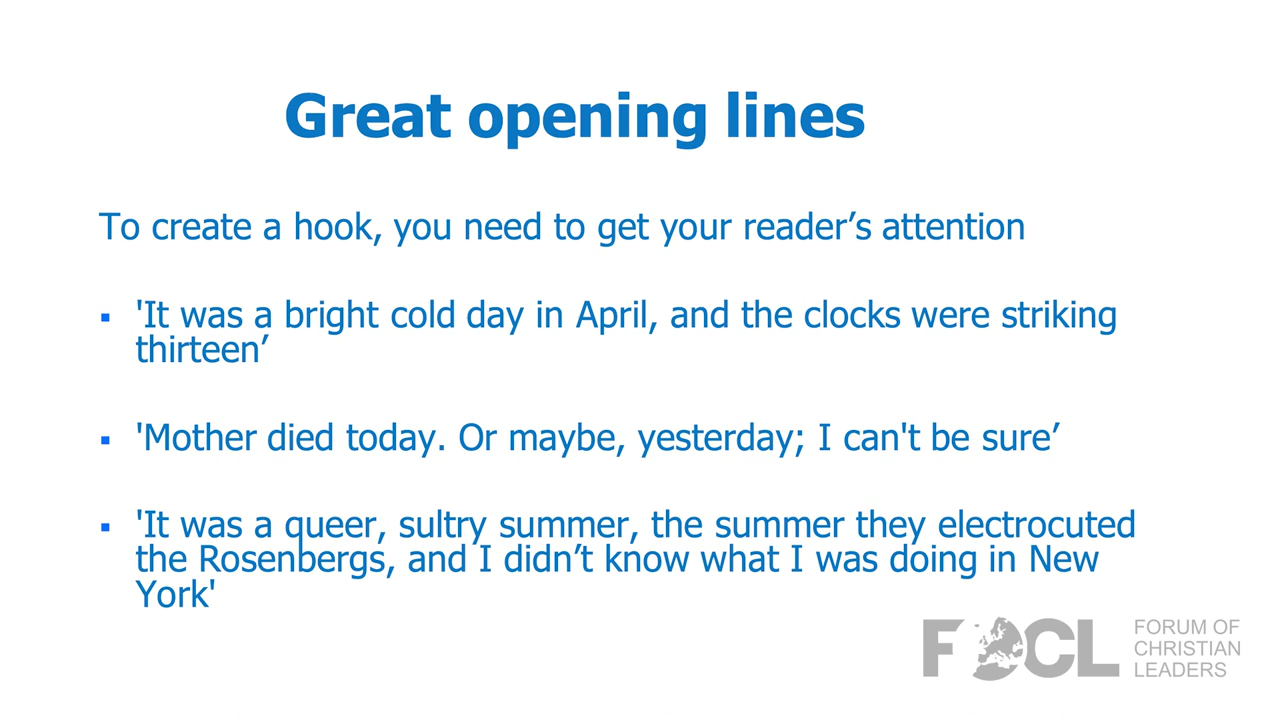 Great opening lines
To create a hook, you need to get your reader’s attention
▪ 'It was a bright cold day in April, and the clocks were striking
thirteen’
▪ 'Mother died today. Or maybe, yesterday; I can't be sure’
▪ 'It was a queer, sultry summer, the summer they electrocuted
the Rosenbergs, and I didn’t know what I was doing in New
York'
FOCL
FORUM OF
CHRISTIAN
LEADERS